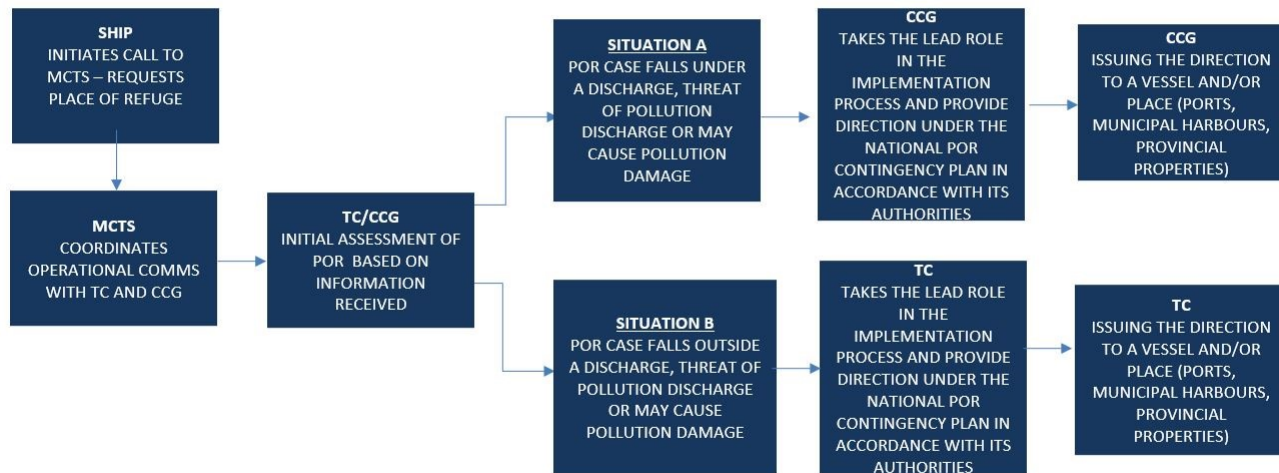 SHIP
INITIATES CALL TO
MCTS – REQUESTS
PLACE OF REFUGE
MCTS
COORDINATES
OPERATIONAL COMMS
WITH TC AND CCG
TC/CCG
INITIAL ASSESSMENT OF
POR BASED ON
INFORMATION
RECEIVED
SITUATION A
POR CASE FALLS UNDER
A DISCHARGE, THREAT
OF POLLUTION
DISCHARGE OR MAY
CAUSE POLLUTION
DAMAGE
CCG
TAKES THE LEAD ROLE
IN THE
IMPLEMENTATION
PROCESS AND PROVIDE
DIRECTION UNDER THE
NATIONAL POR
CONTINGENCY PLAN IN
ACCORDANCE WITH ITS
AUTHORITIES
CCG
ISSUING THE DIRECTION
TO A VESSEL AND/OR
PLACE (PORTS,
MUNICIPAL HARBOURS,
PROVINCIAL
PROPERTIES)
SITUATION B
POR CASE FALLS OUTSIDE
A DISCHARGE, THREAT OF
POLLUTION DISCHARGE
OR MAY CAUSE
POLLUTION DAMAGE
TC
TAKES THE LEAD ROLE
IN THE
IMPLEMENTATION
PROCESS AND PROVIDE
DIRECTION UNDER THE
NATIONAL POR
CONTINGENCY PLAN IN
ACCORDANCE WITH ITS
AUTHORITIES
TC
ISSUING THE DIRECTION
TO A VESSEL AND/OR
PLACE (PORTS,
MUNICIPAL HARBOURS,
PROVINCIAL
PROPERTIES)